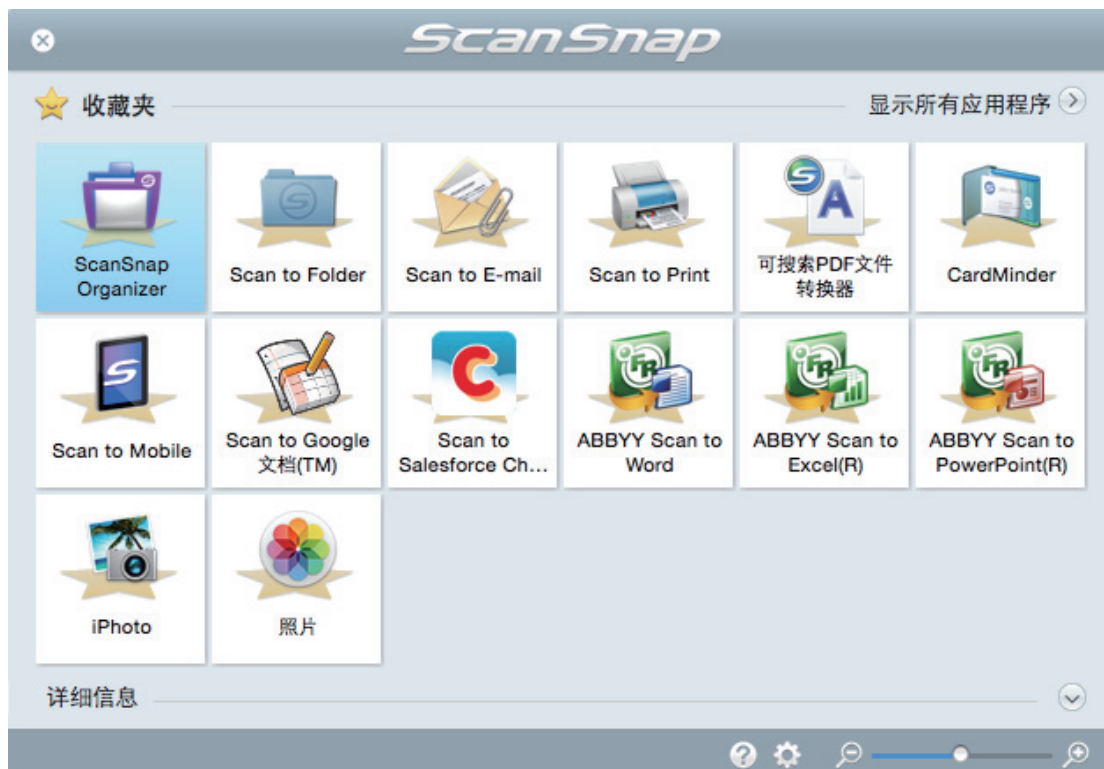 ScanSnap
收藏夹
显示所有应用程序
ScanSnap
Organizer
Scan to Folder
Scan to E-mail
Scan to Print
可搜索PDF文件
转换器
CardMinder
Scan to Mobile
Scan to Google
文档(TM)
Scan to
Salesforce Ch...
ABBYY Scan to
Word
ABBYY Scan to
Excel(R)
ABBYY Scan to
PowerPoint(R)
iPhoto
照片
详细信息